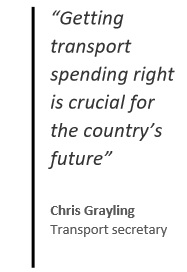 “Getting
transport
spending right
is crucial for
the country’s
future”
Chris Grayling
Transport secretary